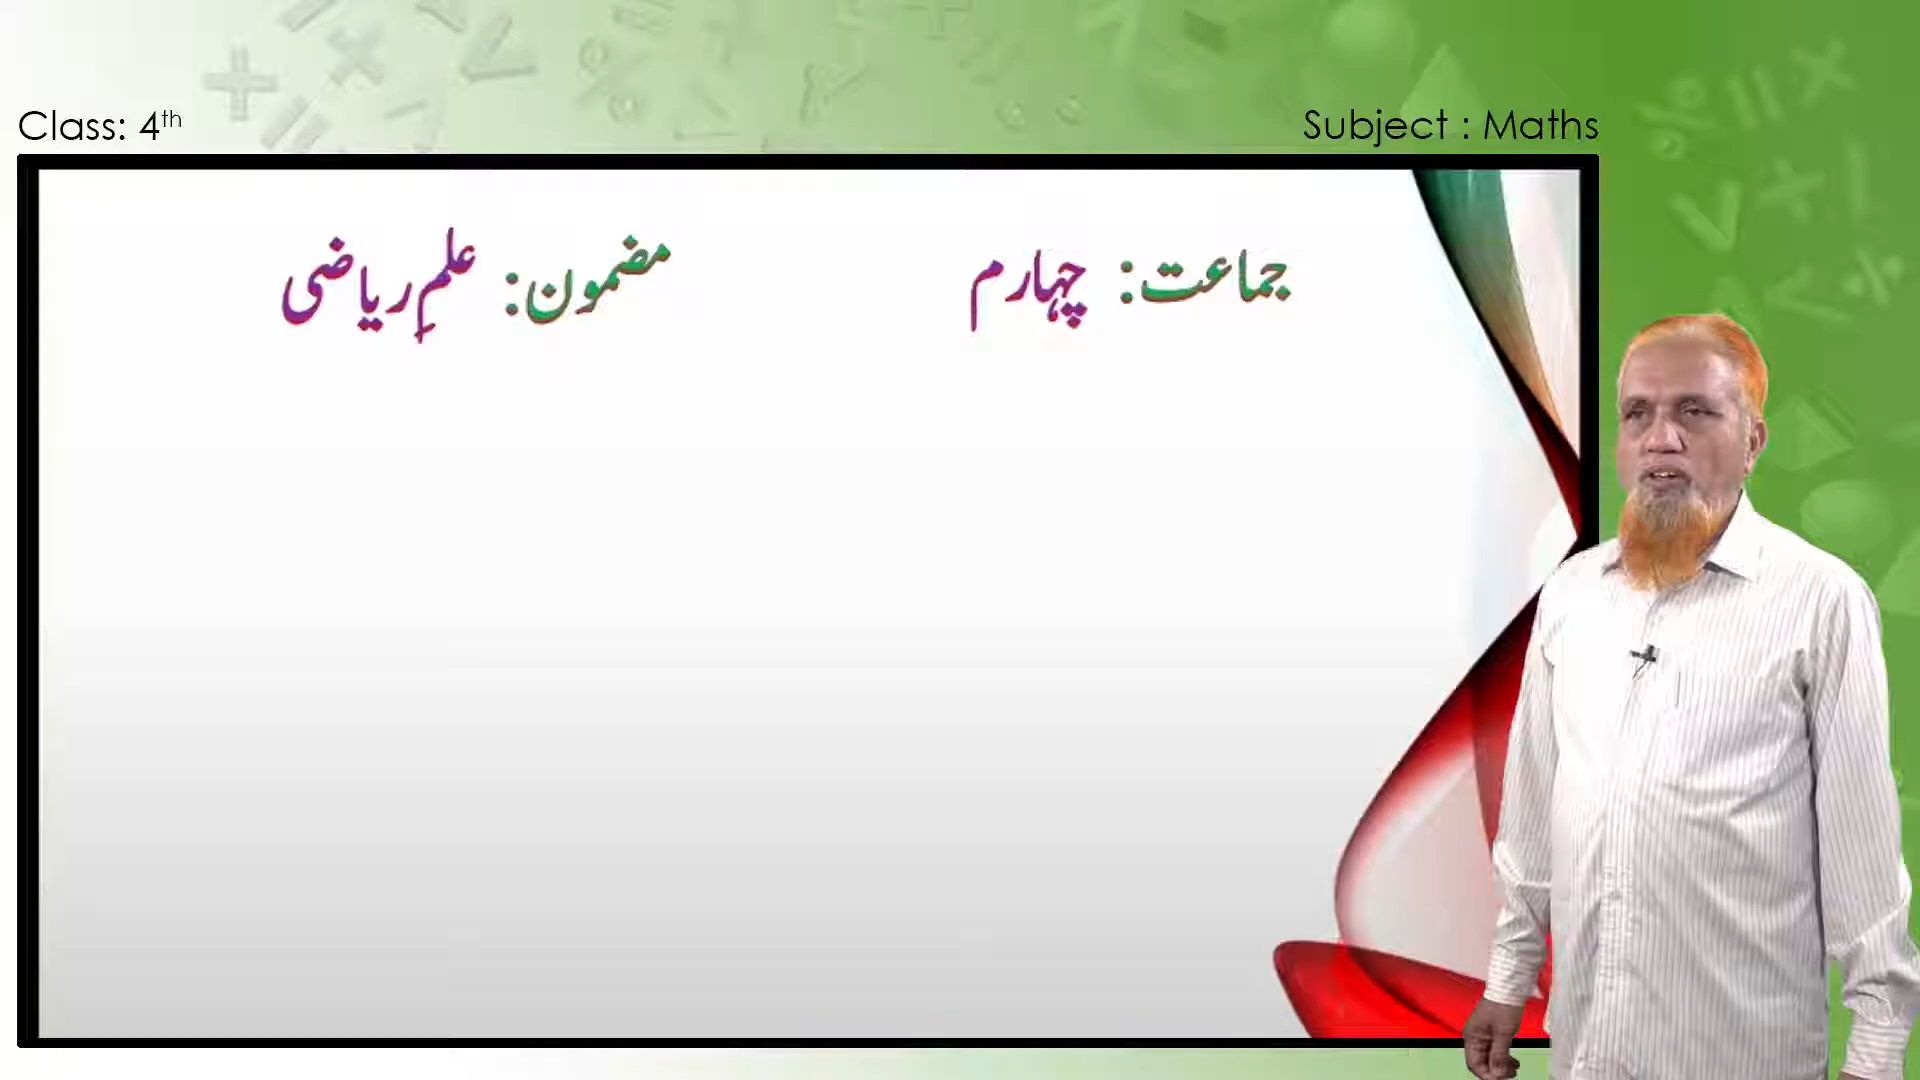 Class: 4th
Subject : Maths
جماعت: چہارم
مضمون: علمِ ریاضی